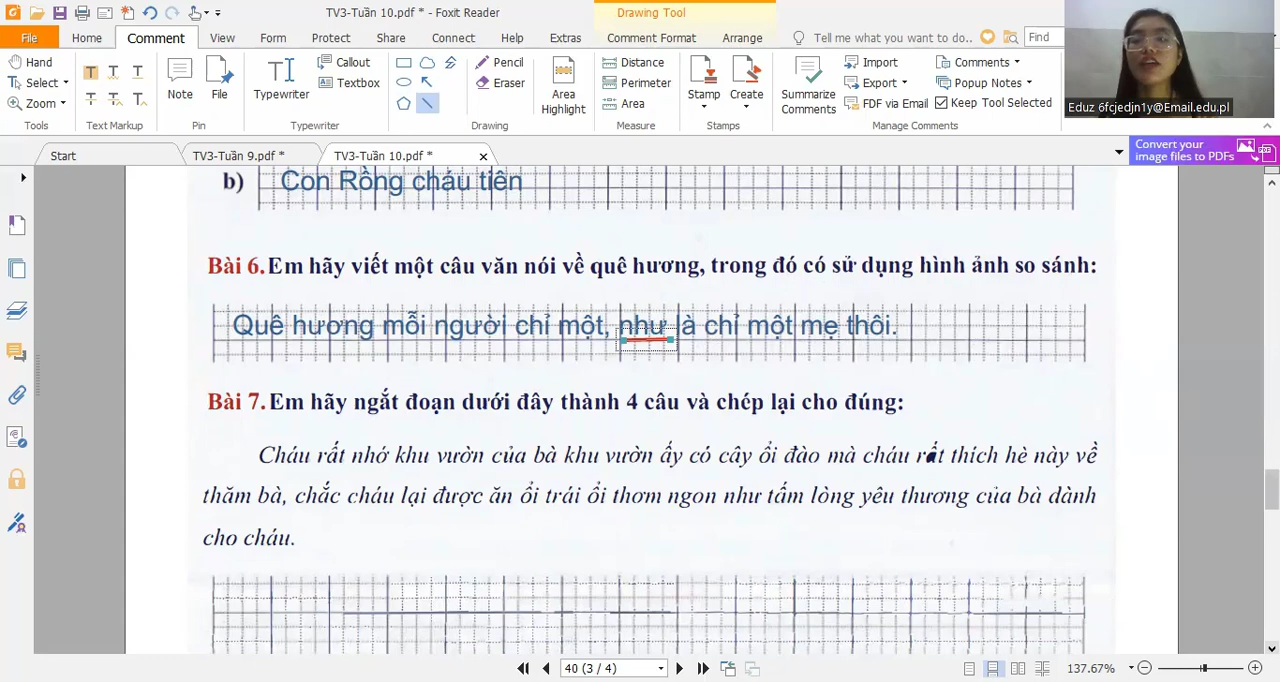 TV3-Tuần 10.pdf * - Foxit Reader
Drawing Tool
File Home Comment View Form Protect Share Connect Help Extras Comment Format Arrange Tell me what you want to do.. Find
Hand
Select
Zoom
Tools
Text Markup
Note
File
Pin
Typewriter
Callout
Textbox
Typewriter
Pencil
Eraser
Drawing
Area Highlight
Distance
Perimeter
Area
Measure
Stamp
Create
Stamps
Summarize Comments
Import
Export
FDF via Email
Comments
Popup Notes
Keep Tool Selected
Manage Comments
Eduz 6fcjedjn1y@Email.edu.pl
Start
TV3-Tuần 9.pdf *
TV3-Tuần 10.pdf *
Convert your
image files to PDFs
b) Con Rồng cháu tiên
Bài 6. Em hãy viết một câu văn nói về quê hương, trong đó có sử dụng hình ảnh so sánh:
Quê hương mỗi người chỉ một, như là chỉ một mẹ thôi.
Bài 7. Em hãy ngắt đoạn dưới đây thành 4 câu và chép lại cho đúng:
Cháu rất nhớ khu vườn của bà khu vườn ấy có cây ổi đào mà cháu rất thích hè này về
thăm bà, chắc cháu lại được ăn ổi trái ổi thơm ngon như tấm lòng yêu thương của bà dành
cho cháu.
40 (3 / 4)
137.67%